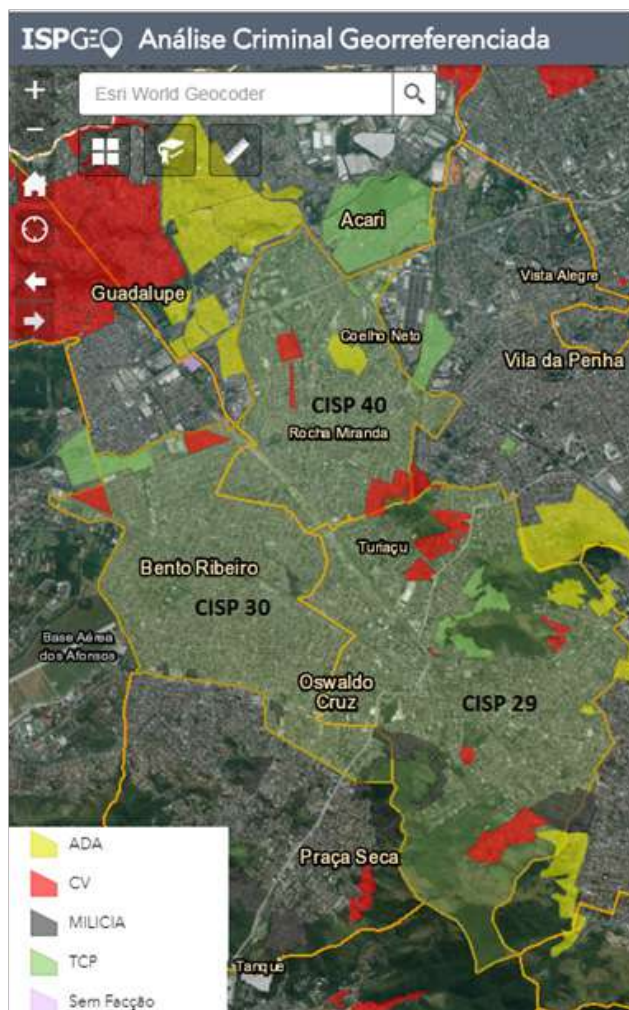 ISPGEO Análise Criminal Georreferenciada
+
Esri World Geocoder
−
Acari
Vista Alegre
Guadalupe
Coelho Neto
Vila da Penha
CISP 40
Rocha Miranda
Turiaçu
Bento Ribeiro
CISP 30
Base Aérea
dos Afonsos
Oswaldo
Cruz
CISP 29
Praça Seca
Tanque
ADA
CV
MILICIA
TCP
Sem Facção